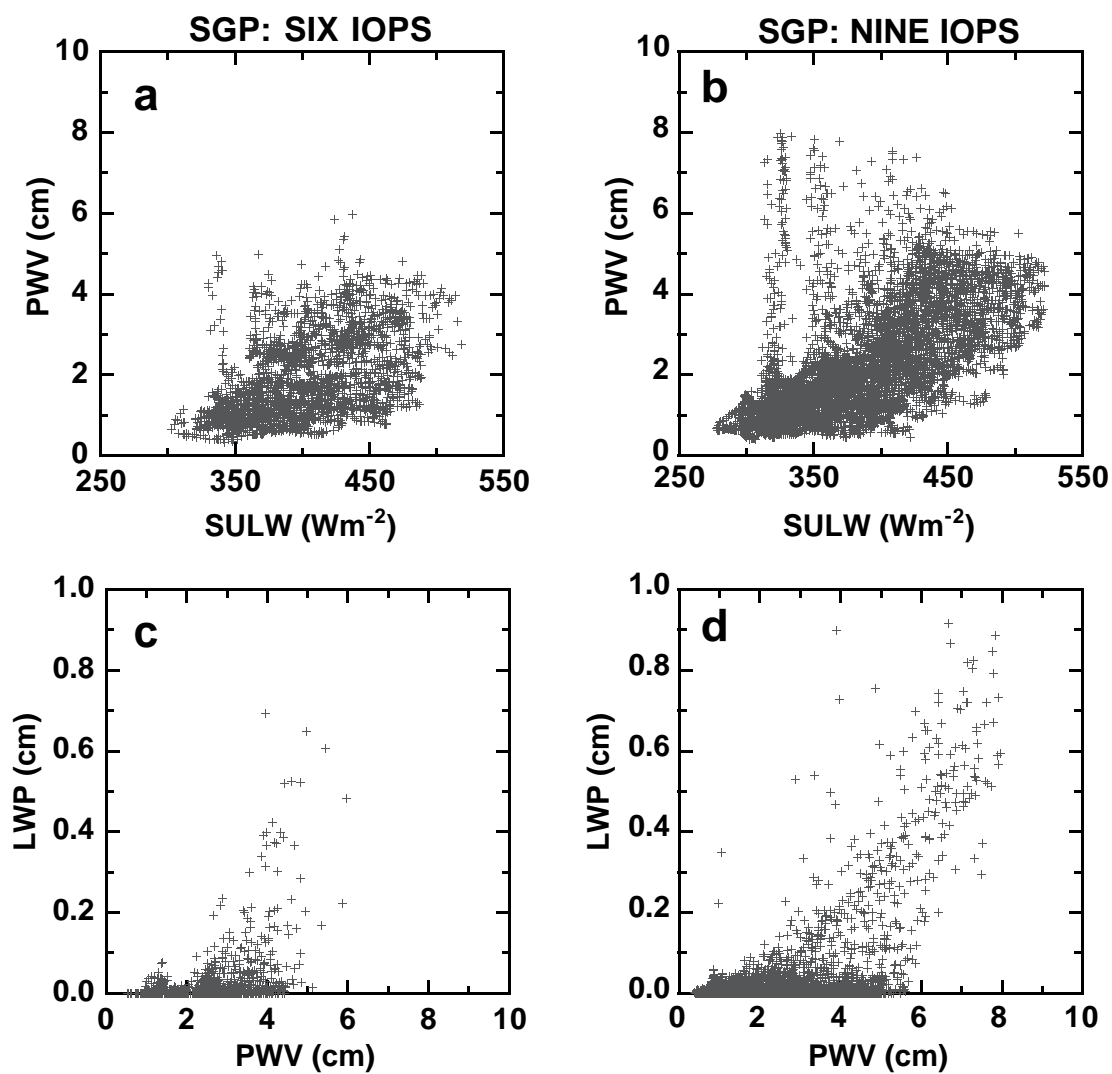 SGP: SIX IOPS
SGP: NINE IOPS
a
b
10
8
6
4
2
0
PWV (cm)
250 350 450 550
SULW (Wm-2)
10
8
6
4
2
0
PWV (cm)
250 350 450 550
SULW (Wm-2)
c
d
1.0
0.8
0.6
0.4
0.2
0.0
LWP (cm)
0 2 4 6 8 10
PWV (cm)
1.0
0.8
0.6
0.4
0.2
0.0
LWP (cm)
0 2 4 6 8 10
PWV (cm)